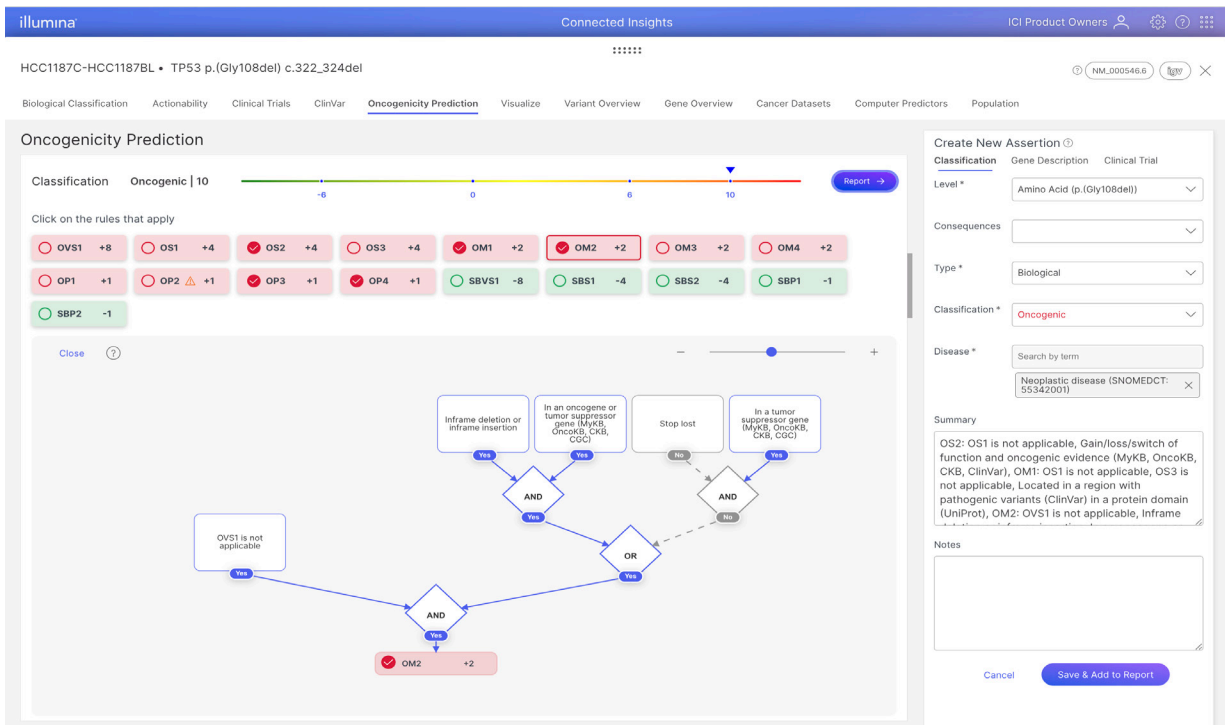 illumina
Connected Insights
ICI Product Owners
HCC1187C-HCC1187BL • TP53 p.(Gly108del) c.322_324del
NM_000546.6
igv
Biological Classification
Actionability
Clinical Trials
ClinVar
Oncogenicity Prediction
Visualize
Variant Overview
Gene Overview
Cancer Datasets
Computer Predictors
Population
Oncogenicity Prediction
Classification
Oncogenic | 10
-6
0
6
10
Report →
Click on the rules that apply
OVS1 +8
OS1 +4
OS2 +4
OS3 +4
OM1 +2
OM2 +2
OM3 +2
OM4 +2
OP1 +1
OP2 +1
OP3 +1
OP4 +1
SBVS1 -8
SBS1 -4
SBS2 -4
SBP1 -1
SBP2 -1
Close
?
Inframe deletion or
inframe insertion
Yes
In an oncogene or
tumor suppressor
gene (MyKB,
OncoKB, CKB,
CGC)
Yes
Stop lost
No
In a tumor
suppressor gene
(MyKB, OncoKB,
CKB, CGC)
Yes
AND
Yes
AND
No
OVS1 is not
applicable
Yes
OR
Yes
AND
Yes
OM2 +2
Create New Assertion
Classification
Gene Description
Clinical Trial
Level *
Amino Acid (p.(Gly108del))
Consequences
Type *
Biological
Classification *
Oncogenic
Disease *
Search by term
Neoplastic disease (SNOMEDCT:
55342001)
Summary
OS2: OS1 is not applicable, Gain/loss/switch of
function and oncogenic evidence (MyKB, OncoKB,
CKB, ClinVar), OM1: OS1 is not applicable, OS3 is
not applicable, Located in a region with
pathogenic variants (ClinVar) in a protein domain
(UniProt), OM2: OVS1 is not applicable, Inframe
Notes
Cancel
Save & Add to Report